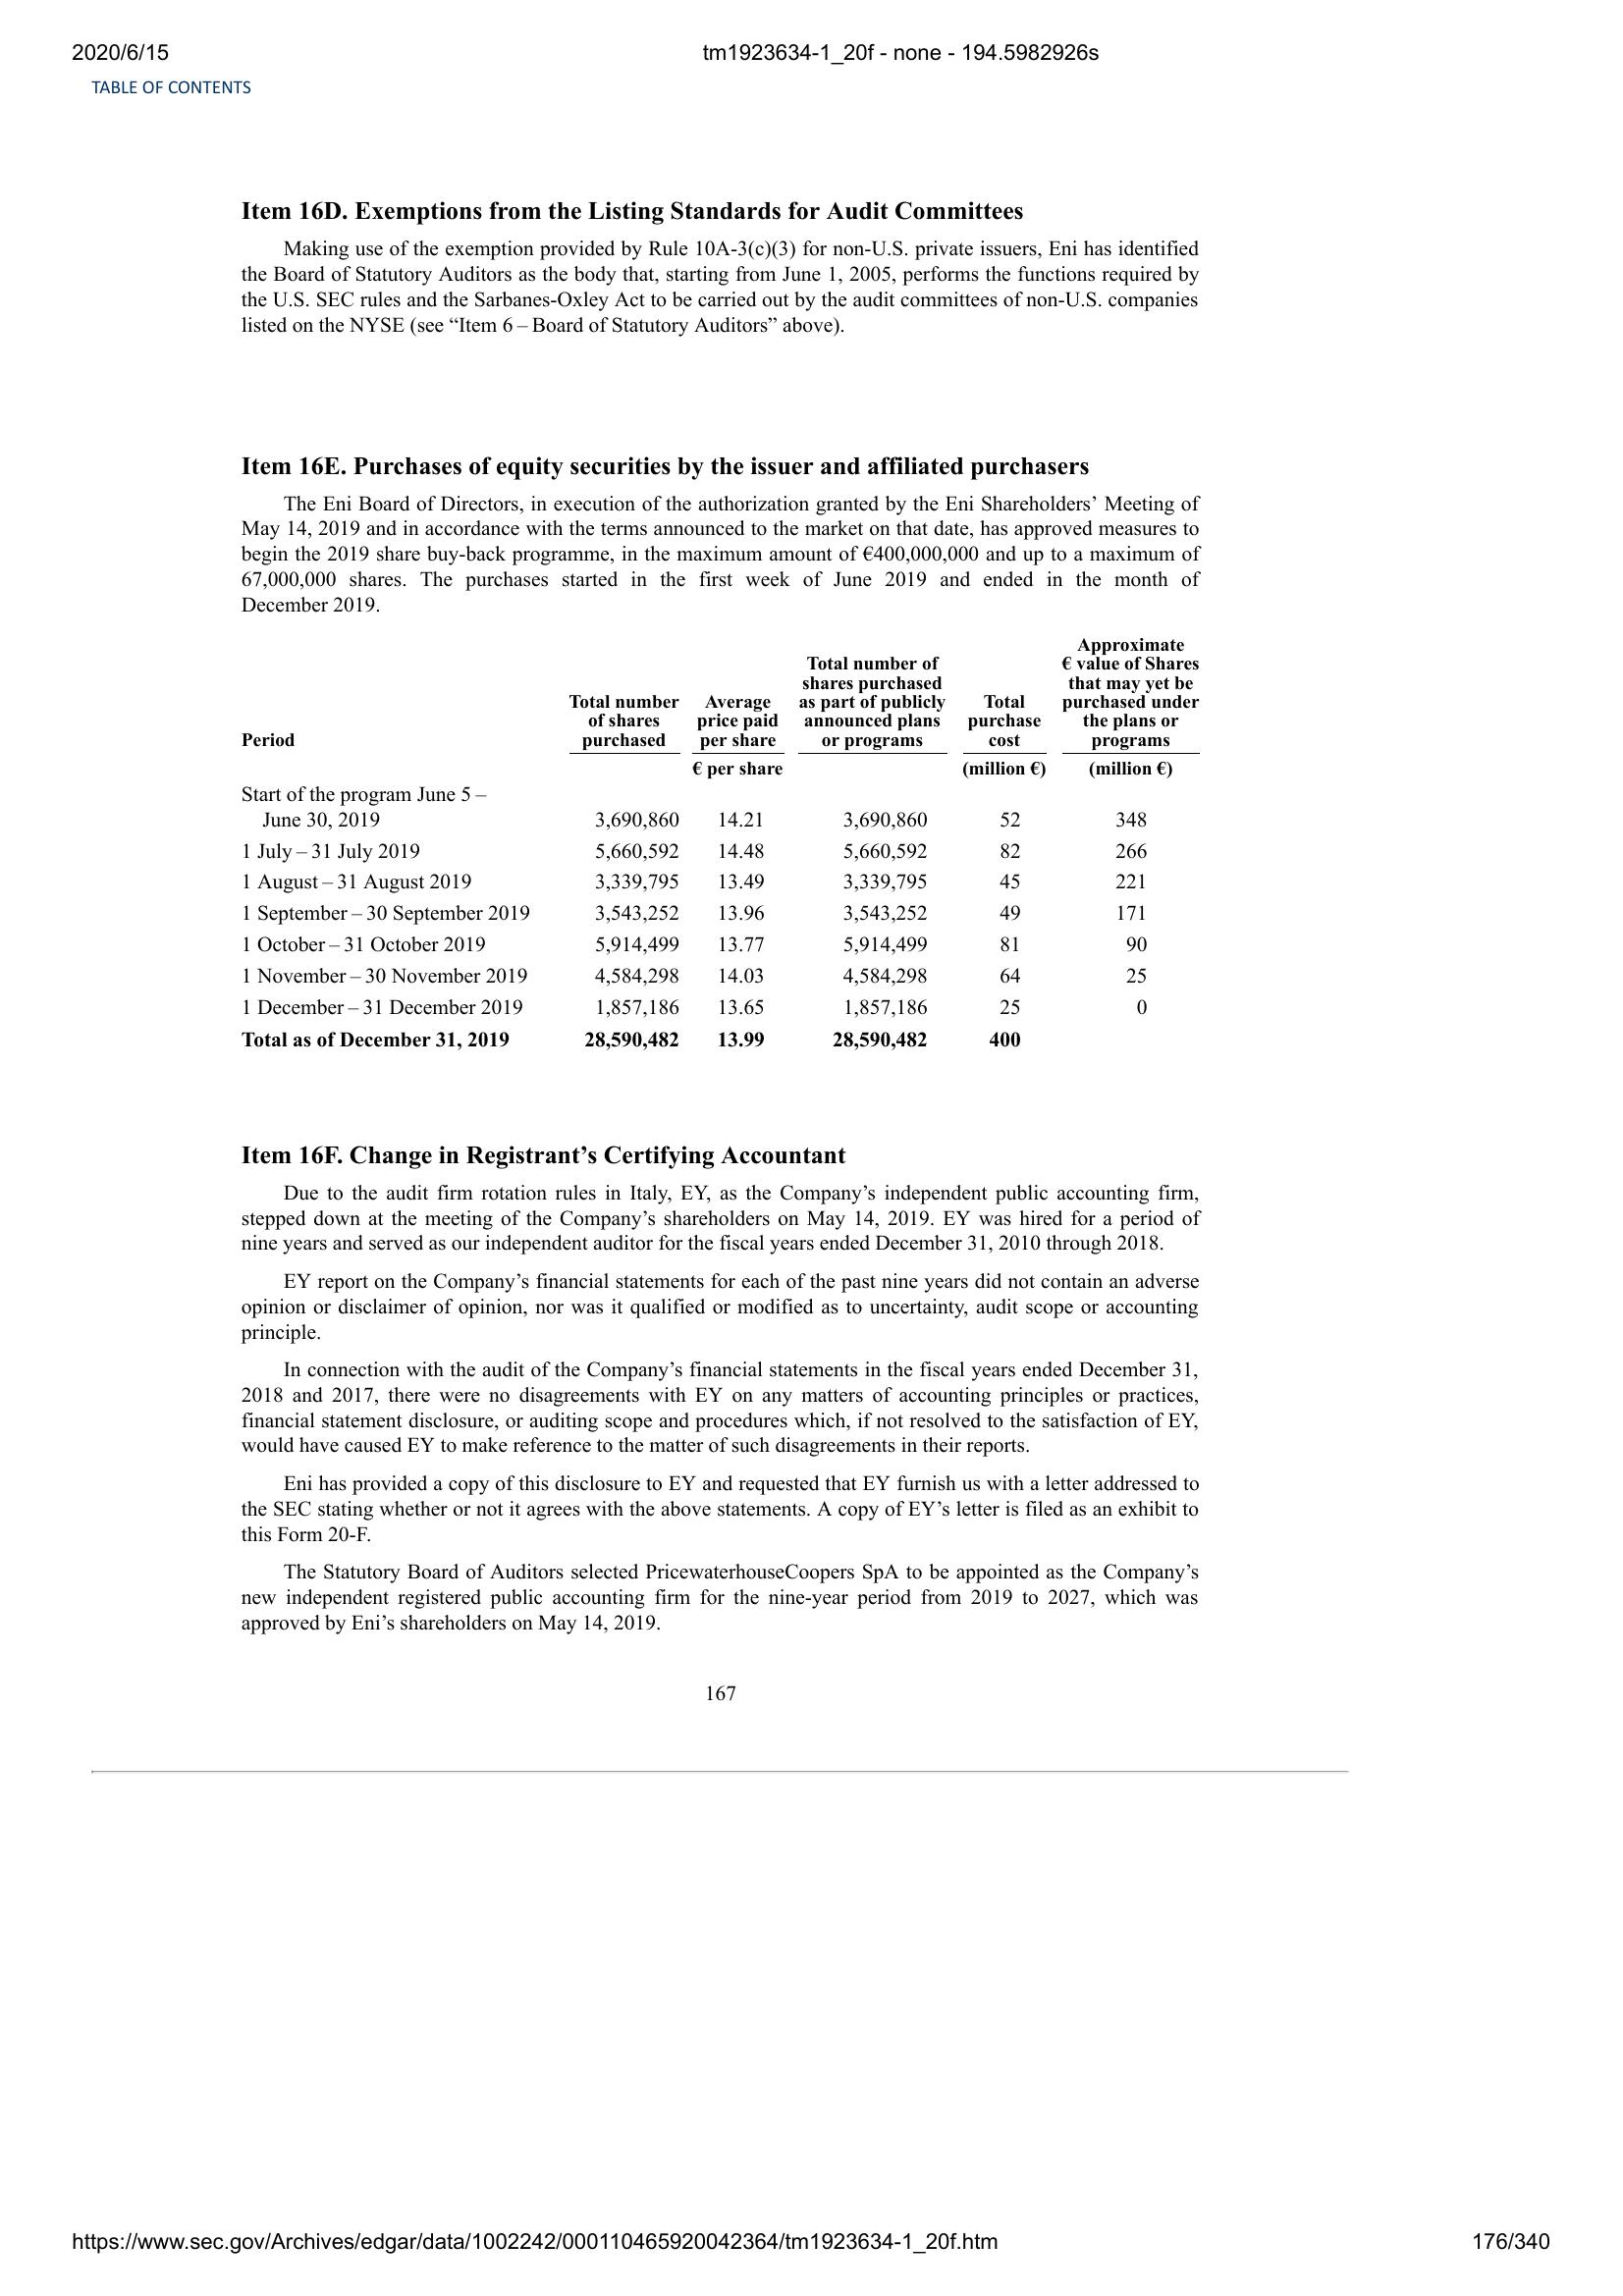 2020/6/15 tm1923634-1_20f - none - 194.5982926s
TABLE OF CONTENTS
Item 16D. Exemptions from the Listing Standards for Audit Committees
Making use of the exemption provided by Rule 10A-3(c)(3) for non-U.S. private issuers, Eni has identified
the Board of Statutory Auditors as the body that, starting from June 1, 2005, performs the functions required by
the U.S. SEC rules and the Sarbanes-Oxley Act to be carried out by the audit committees of non-U.S. companies
listed on the NYSE (see “Item 6 – Board of Statutory Auditors” above).
Item 16E. Purchases of equity securities by the issuer and affiliated purchasers
The Eni Board of Directors, in execution of the authorization granted by the Eni Shareholders’ Meeting of
May 14, 2019 and in accordance with the terms announced to the market on that date, has approved measures to
begin the 2019 share buy-back programme, in the maximum amount of €400,000,000 and up to a maximum of
67,000,000 shares. The purchases started in the first week of June 2019 and ended in the month of
December 2019.
Approximate
Total number of € value of Shares
shares purchased that may yet be
Total number Average as part of publicly Total purchased under
of shares price paid announced plans purchase the plans or
Period purchased per share or programs cost programs
€ per share (million €) (million €)
Start of the program June 5 –
June 30, 2019 3,690,860 14.21 3,690,860 52 348
1 July – 31 July 2019 5,660,592 14.48 5,660,592 82 266
1 August – 31 August 2019 3,339,795 13.49 3,339,795 45 221
1 September – 30 September 2019 3,543,252 13.96 3,543,252 49 171
1 October – 31 October 2019 5,914,499 13.77 5,914,499 81 90
1 November – 30 November 2019 4,584,298 14.03 4,584,298 64 25
1 December – 31 December 2019 1,857,186 13.65 1,857,186 25 0
Total as of December 31, 2019 28,590,482 13.99 28,590,482 400
Item 16F. Change in Registrant’s Certifying Accountant
Due to the audit firm rotation rules in Italy, EY, as the Company’s independent public accounting firm,
stepped down at the meeting of the Company’s shareholders on May 14, 2019. EY was hired for a period of
nine years and served as our independent auditor for the fiscal years ended December 31, 2010 through 2018.
EY report on the Company’s financial statements for each of the past nine years did not contain an adverse
opinion or disclaimer of opinion, nor was it qualified or modified as to uncertainty, audit scope or accounting
principle.
In connection with the audit of the Company’s financial statements in the fiscal years ended December 31,
2018 and 2017, there were no disagreements with EY on any matters of accounting principles or practices,
financial statement disclosure, or auditing scope and procedures which, if not resolved to the satisfaction of EY,
would have caused EY to make reference to the matter of such disagreements in their reports.
Eni has provided a copy of this disclosure to EY and requested that EY furnish us with a letter addressed to
the SEC stating whether or not it agrees with the above statements. A copy of EY’s letter is filed as an exhibit to
this Form 20-F.
The Statutory Board of Auditors selected PricewaterhouseCoopers SpA to be appointed as the Company’s
new independent registered public accounting firm for the nine-year period from 2019 to 2027, which was
approved by Eni’s shareholders on May 14, 2019.
167
https://www.sec.gov/Archives/edgar/data/1002242/000110465920042364/tm1923634-1_20f.htm 176/340